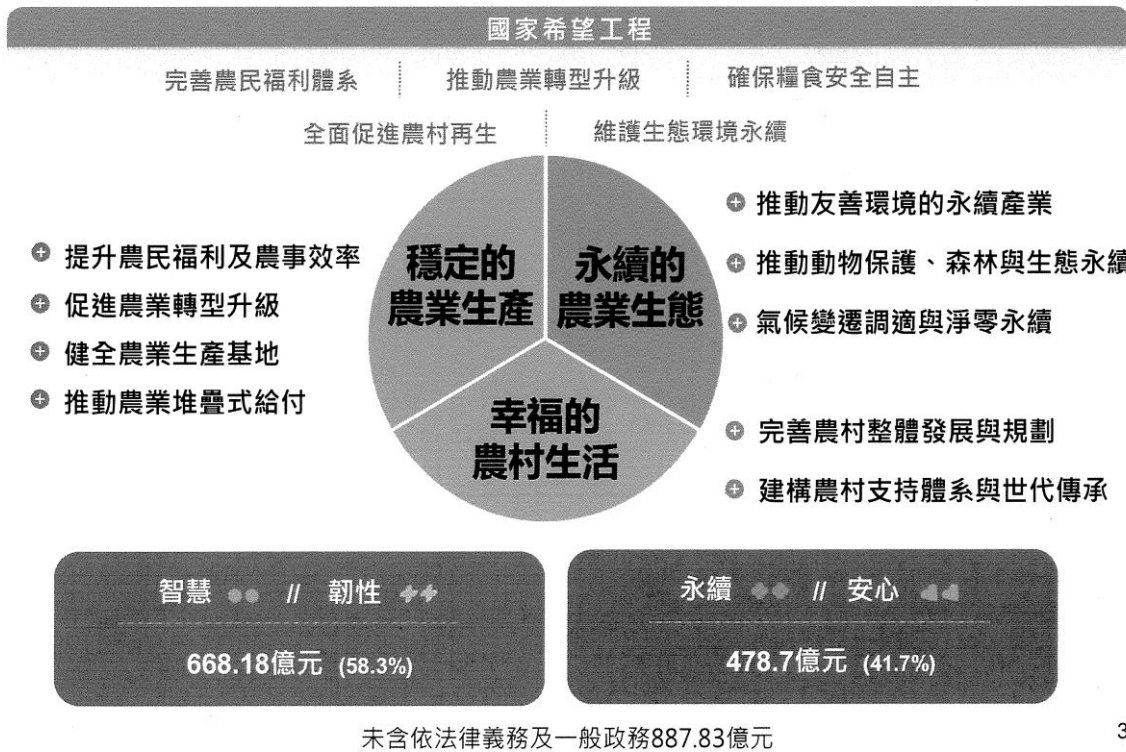 國家希望工程
完善農民福利體系
推動農業轉型升級
確保糧食安全自主
全面促進農村再生
維護生態環境永續
提升農民福利及農事效率
促進農業轉型升級
健全農業生產基地
推動農業堆疊式給付
穩定的
農業生產
永續的
農業生態
幸福的
農村生活
推動友善環境的永續產業
推動動物保護、森林與生態永續
氣候變遷調適與淨零永續
完善農村整體發展與規劃
建構農村支持體系與世代傳承
智慧 // 韌性
668.18億元 (58.3%)
永續 // 安心
478.7億元 (41.7%)
未含依法律義務及一般政務887.83億元
3